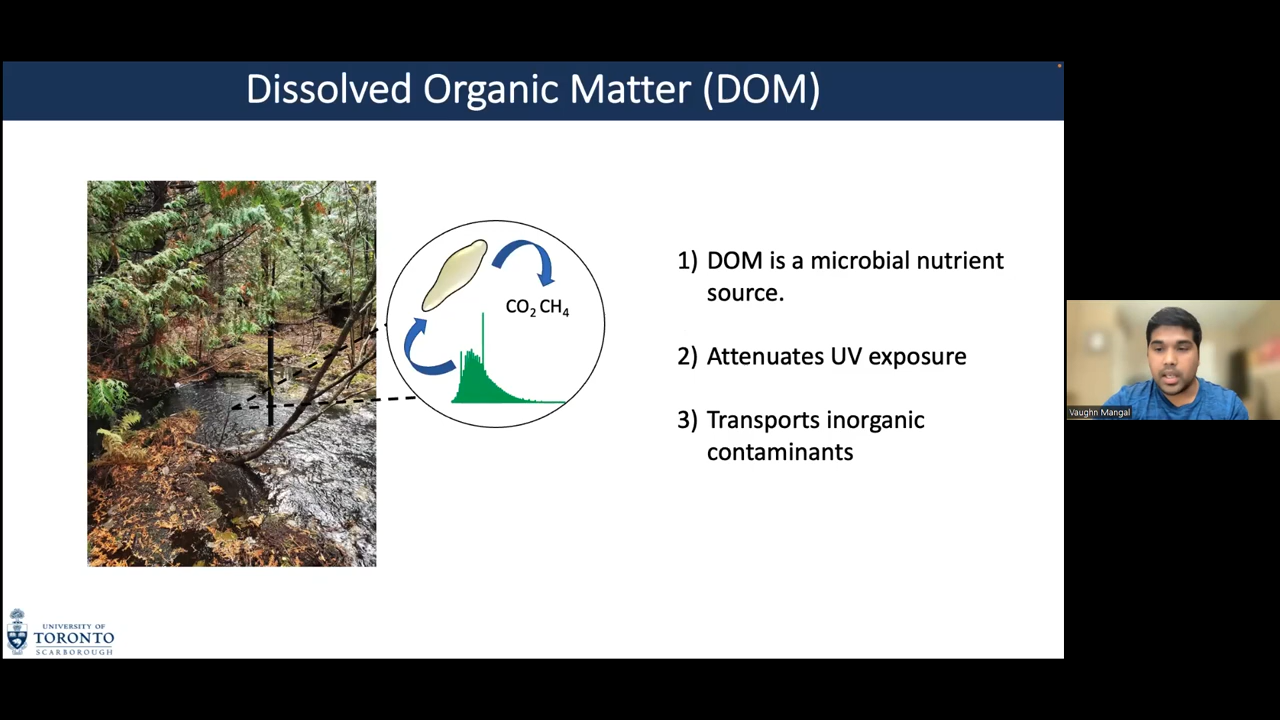 Dissolved Organic Matter (DOM)
CO2 CH4
1) DOM is a microbial nutrient
source.
2) Attenuates UV exposure
3) Transports inorganic
contaminants
Vaughn Mangal
UNIVERSITY OF
TORONTO
SCARBOROUGH